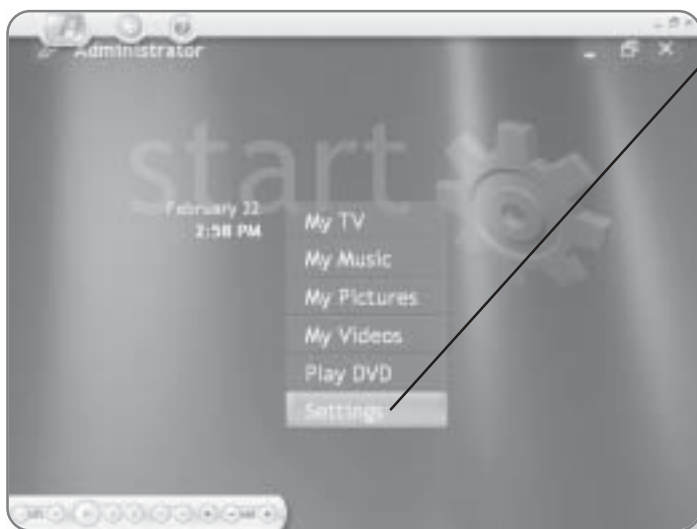 Administrator
start
February 22
2:58 PM
My TV
My Music
My Pictures
My Videos
Play DVD
Settings